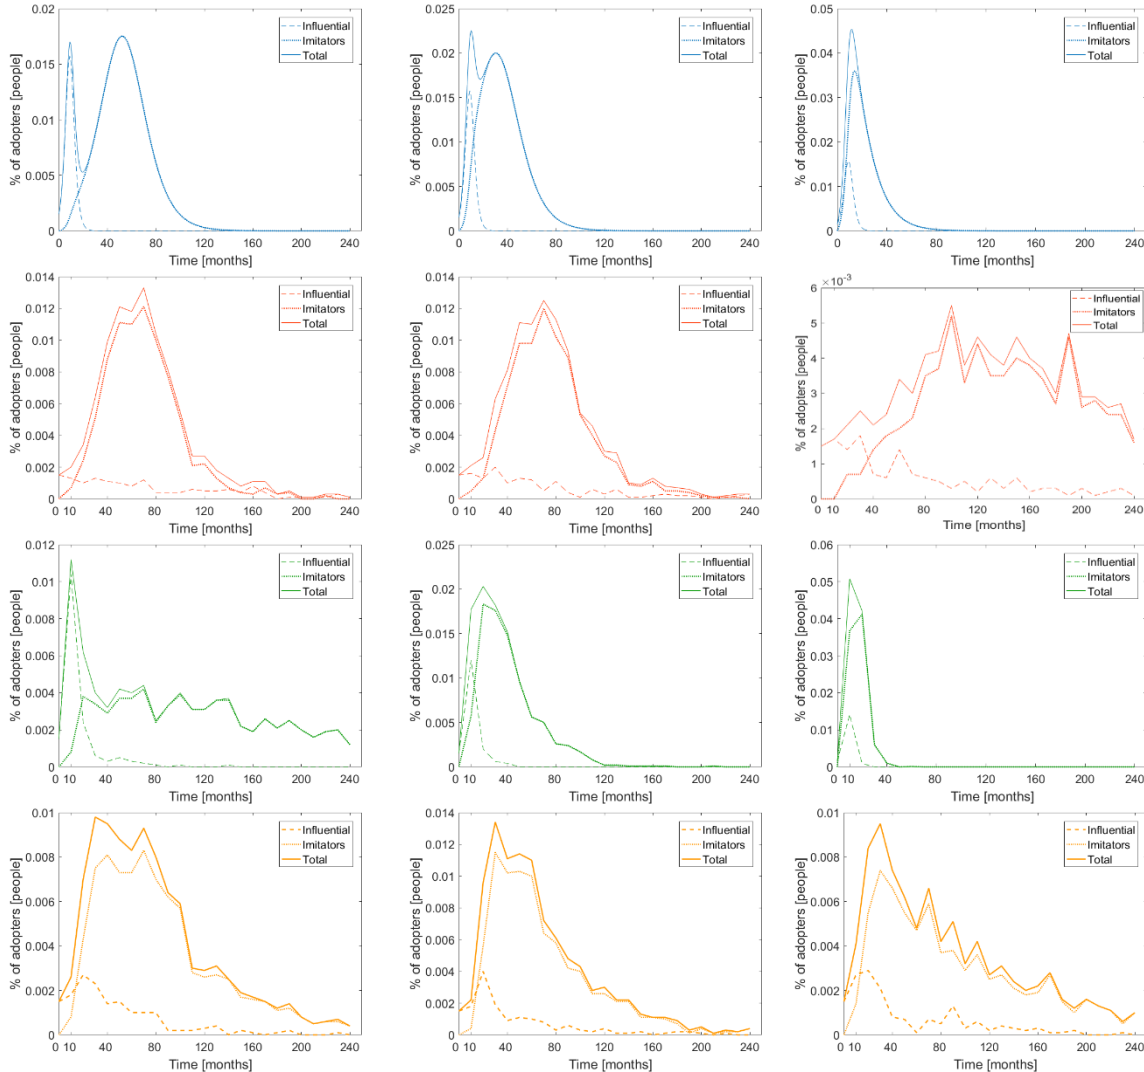 0.02
0.015
0.01
0.005
0
% of adopters [people]
Influential
Imitators
Total
0 40 80 120 160 200 240
Time [months]
0.025
0.02
0.015
0.01
0.005
0
% of adopters [people]
Influential
Imitators
Total
0 40 80 120 160 200 240
Time [months]
0.05
0.04
0.03
0.02
0.01
0
% of adopters [people]
Influential
Imitators
Total
0 40 80 120 160 200 240
Time [months]
0.014
0.012
0.01
0.008
0.006
0.004
0.002
0
% of adopters [people]
Influential
Imitators
Total
0 10 40 80 120 160 200 240
Time [months]
0.014
0.012
0.01
0.008
0.006
0.004
0.002
0
% of adopters [people]
Influential
Imitators
Total
0 10 40 80 120 160 200 240
Time [months]
× 10⁻³
6
5
4
3
2
1
0
% of adopters [people]
Influential
Imitators
Total
0 10 40 80 120 160 200 240
Time [months]
0.012
0.01
0.008
0.006
0.004
0.002
0
% of adopters [people]
Influential
Imitators
Total
0 10 40 80 120 160 200 240
Time [months]
0.025
0.02
0.015
0.01
0.005
0
% of adopters [people]
Influential
Imitators
Total
0 10 40 80 120 160 200 240
Time [months]
0.06
0.05
0.04
0.03
0.02
0.01
0
% of adopters [people]
Influential
Imitators
Total
0 10 40 80 120 160 200 240
Time [months]
0.01
0.008
0.006
0.004
0.002
0
% of adopters [people]
Influential
Imitators
Total
0 10 40 80 120 160 200 240
Time [months]
0.014
0.012
0.01
0.008
0.006
0.004
0.002
0
% of adopters [people]
Influential
Imitators
Total
0 10 40 80 120 160 200 240
Time [months]
0.01
0.008
0.006
0.004
0.002
0
% of adopters [people]
Influential
Imitators
Total
0 10 40 80 120 160 200 240
Time [months]